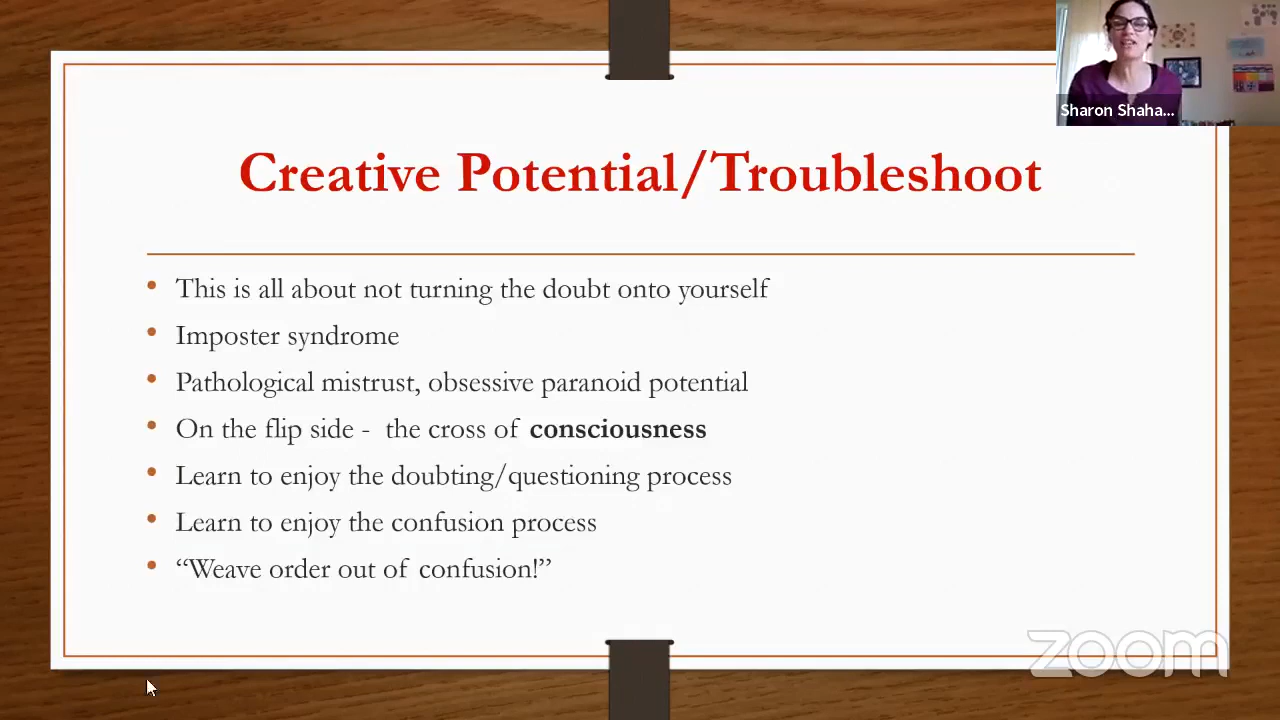 Sharon Shaha...
Creative Potential/Troubleshoot
• This is all about not turning the doubt onto yourself
• Imposter syndrome
• Pathological mistrust, obsessive paranoid potential
• On the flip side - the cross of consciousness
• Learn to enjoy the doubting/questioning process
• Learn to enjoy the confusion process
• “Weave order out of confusion!”
zoom